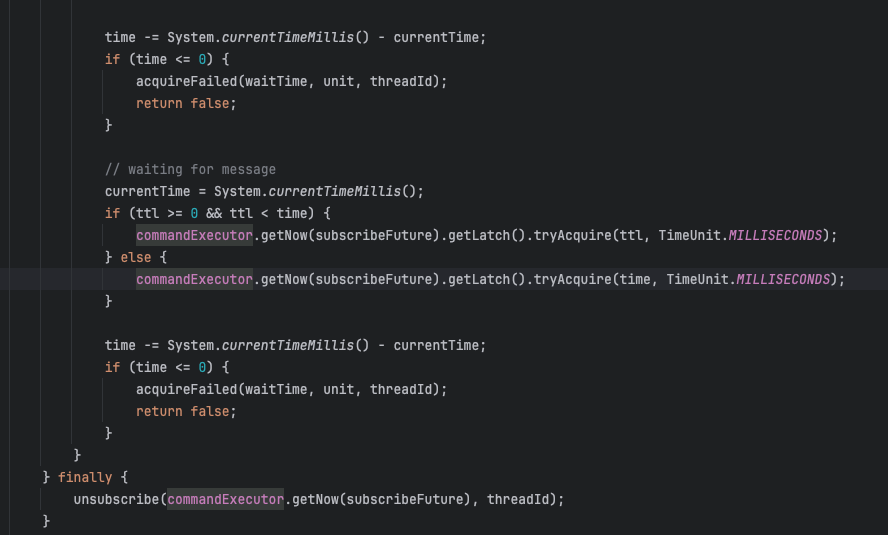 time -= System.currentTimeMillis() - currentTime;
if (time <= 0) {
acquireFailed(waitTime, unit, threadId);
return false;
}
// waiting for message
currentTime = System.currentTimeMillis();
if (ttl >= 0 && ttl < time) {
commandExecutor.getNow(subscribeFuture).getLatch().tryAcquire(ttl, TimeUnit.MILLISECONDS);
} else {
commandExecutor.getNow(subscribeFuture).getLatch().tryAcquire(time, TimeUnit.MILLISECONDS);
}
time -= System.currentTimeMillis() - currentTime;
if (time <= 0) {
acquireFailed(waitTime, unit, threadId);
return false;
}
}
} finally {
unsubscribe(commandExecutor.getNow(subscribeFuture), threadId);
}